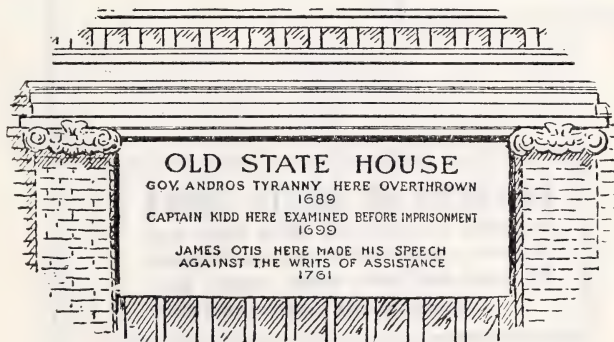 OLD STATE HOUSE
GOV. ANDROS TYRANNY HERE OVERTHROWN
1689
CAPTAIN KIDD HERE EXAMINED BEFORE IMPRISONMENT
1699
JAMES OTIS HERE MADE HIS SPEECH
AGAINST THE WRITS OF ASSISTANCE
1761